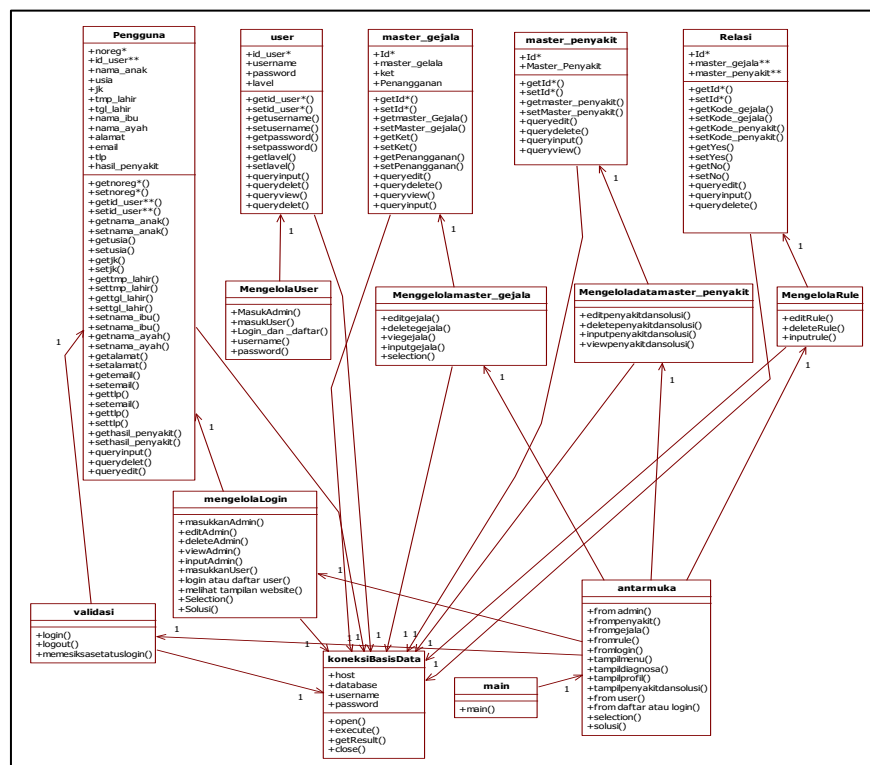 Pengguna
+noreg*
+id_user**
+nama_anak
+usia
+jk
+tmp_lahir
+tgl_lahir
+nama_ibu
+nama_ayah
+alamat
+email
+tlp
+hasil_penyakit
+getnoreg*()
+setnoreg*()
+getid_user**()
+setid_user**()
+getnama_anak()
+setnama_anak()
+getusia()
+setusia()
+getjk()
+setjk()
+gettmp_lahir()
+settmp_lahir()
+gettgl_lahir()
+settgl_lahir()
+setnama_ibu()
+setnama_ibu()
+getnama_ayah()
+setnama_ayah()
+getalamat()
+setalamat()
+getemail()
+setemail()
+gettlp()
+setemail()
+gettlp()
+settlp()
+gethasil_penyakit()
+sethasil_penyakit()
+queryinput()
+querydelet()
+queryedit()
user
+id_user*
+username
+password
+lavel
+getid_user*()
+setid_user*()
+getusername()
+setusername()
+getpassword()
+setpassword()
+getlavel()
+setlavel()
+queryinput()
+querydelet()
+queryview()
+querydelet()
master_gejala
+Id*
+master_gelala
+ket
+Penangganan
+getId*()
+setId*()
+getmaster_Gejala()
+setMaster_gejala()
+getKet()
+setKet()
+getPenangganan()
+setPenangganan()
+queryedit()
+querydelete()
+queryview()
+queryinput()
master_penyakit
+Id*
+Master_Penyakit
+getId*()
+setId*()
+getmaster_penyakit()
+setMaster_penyakit()
+queryedit()
+querydelete()
+queryinput()
+queryview()
Relasi
+Id*
+master_gejala**
+master_penyakit**
+getId*()
+setId*()
+getKode_gejala()
+setKode_gejala()
+getKode_penyakit()
+setKode_penyakit()
+getYes()
+setYes()
+getNo()
+setNo()
+queryedit()
+queryinput()
+querydelete()
1
1
1
1
MengelolaUser
+MasukAdmin()
+masukUser()
+Login_dan _daftar()
+username()
+password()
Menggelolamaster_gejala
+editgejala()
+deletegejala()
+viegejala()
+inputgejala()
+selection()
Mengeloladatamaster_penyakit
+editpenyakitdansolusi()
+deletepenyakitdansolusi()
+inputpenyakitdansolusi()
+viewpenyakitdansolusi()
MengelolaRule
+editRule()
+deleteRule()
+inputrule()
1
1
1
1
1
mengelolaLogin
+masukkanAdmin()
+editAdmin()
+deleteAdmin()
+viewAdmin()
+inputAdmin()
+masukkanUser()
+login atau daftar user()
+melihat tampilan website()
+Selection()
+Solusi()
1
validasi
+login()
+logout()
+memesiksasetatuslogin()
1
1
1
1
1
1
1
1
1
1
1
koneksiBasisData
+host
+database
+username
+password
+open()
+execute()
+getResult()
+close()
main
+main()
1
antarmuka
+from admin()
+frompenyakit()
+fromgejala()
+fromrule()
+fromlogin()
+tampilmenu()
+tampildiagnosa()
+tampilprofil()
+tampilpenyakitdansolusi()
+from user()
+from daftar atau login()
+selection()
+solusi()